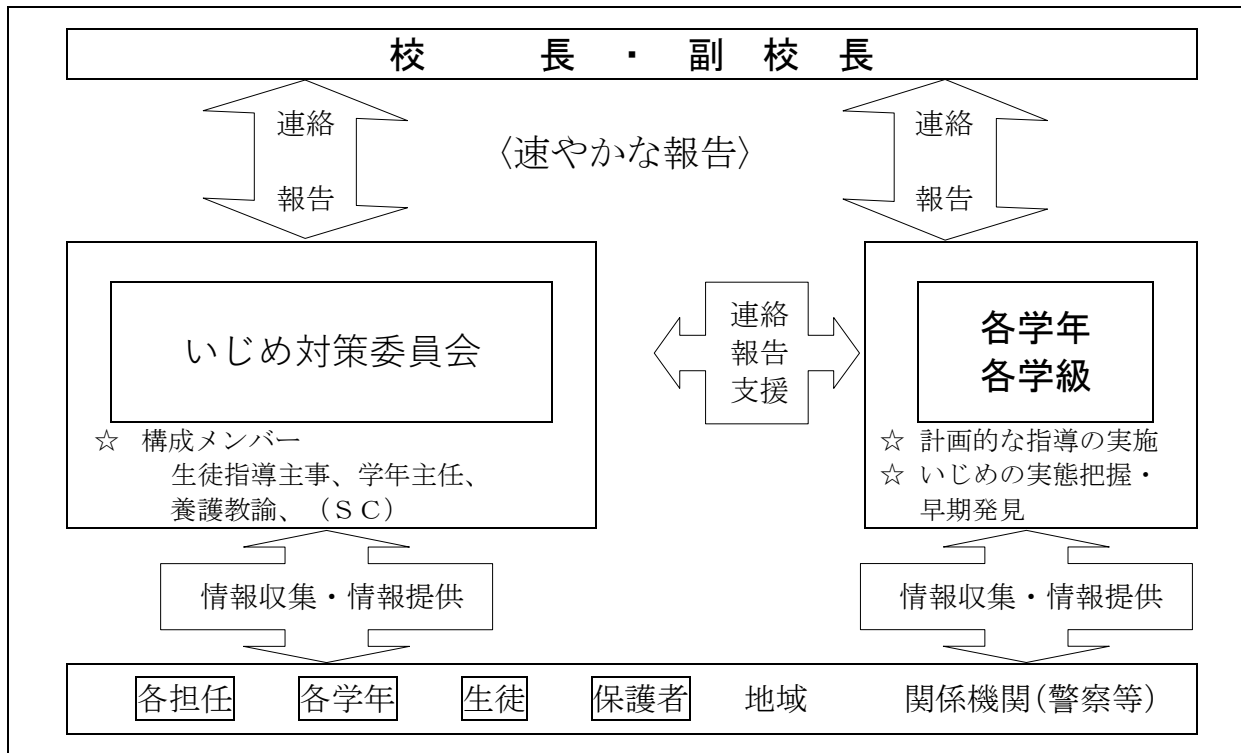 校長・副校長
連絡
報告
〈速やかな報告〉
連絡
報告
いじめ対策委員会
☆ 構成メンバー
生徒指導主事、学年主任、
養護教諭、（ＳＣ）
連絡
報告
支援
各学年
各学級
☆ 計画的な指導の実施
☆ いじめの実態把握・
早期発見
情報収集・情報提供
情報収集・情報提供
各担任 各学年 生徒 保護者 地域 関係機関(警察等)